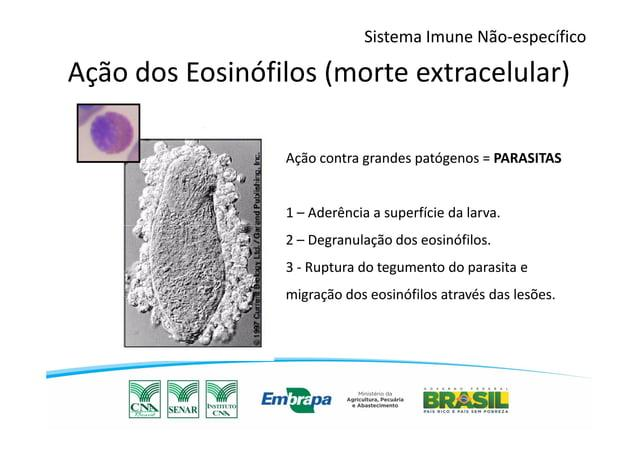 Sistema Imune Não-específico
Ação dos Eosinófilos (morte extracelular)
© 1997 Current Biology Ltd. / Garland Publishing, Inc.
Ação contra grandes patógenos = PARASITAS
1 – Aderência a superfície da larva.
2 – Degranulação dos eosinófilos.
3 - Ruptura do tegumento do parasita e
migração dos eosinófilos através das lesões.
CNA
Brasil
SENAR
INSTITUTO
CNA
Embrapa
Ministério da
Agricultura, Pecuária
e Abastecimento
GOVERNO FEDERAL
BRASIL
PAÍS RICO É PAÍS SEM POBREZA